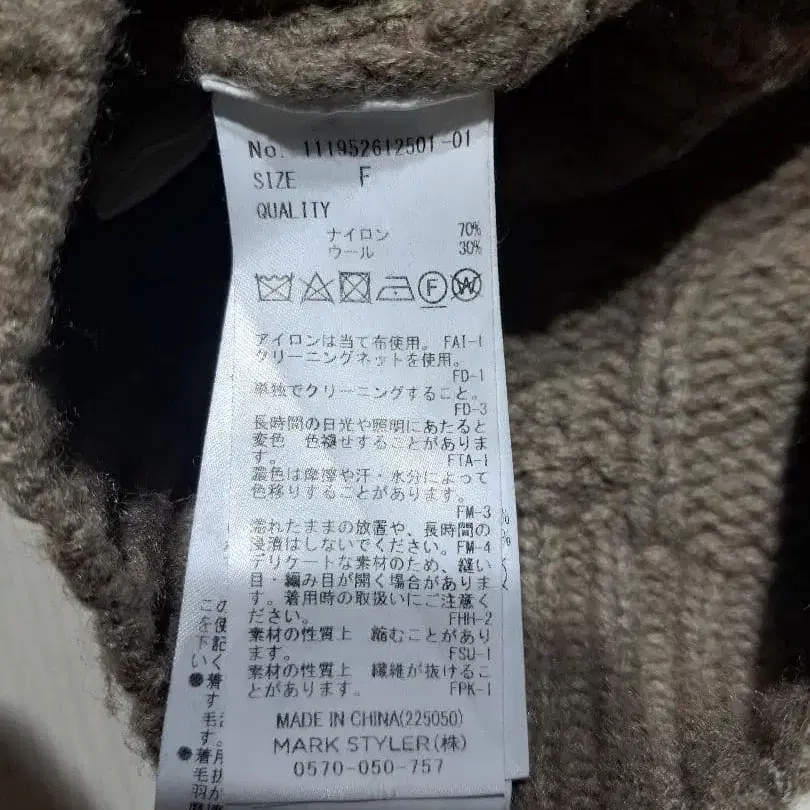 No. 111952612501-01
SIZE F
QUALITY
ナイロン 70%
ウール 30%
F W
アイロンは当て布使用。 FAI-1
クリーニングネットを使用。
FD-1
単独でクリーニングすること。
FD-3
長時間の日光や照明にあたると
変色 色褪せすることがありま
す。 FTA-1
濃色は摩擦や汗・水分によって
色移りすることがあります。
FM-3
濡れたままの放置や、長時間の
浸漬はしないでください。FM-4
デリケートな素材のため、縫い
目・編み目が開く場合がありま
す。着用時の取扱いにご注意く
ださい。 FHH-2
素材の性質上 縮むことがあり
ます。 FSU-1
素材の性質上 繊維が抜けるこ
とがあります。 FPK-1
MADE IN CHINA(225050)
MARK STYLER(株)
0570-050-757